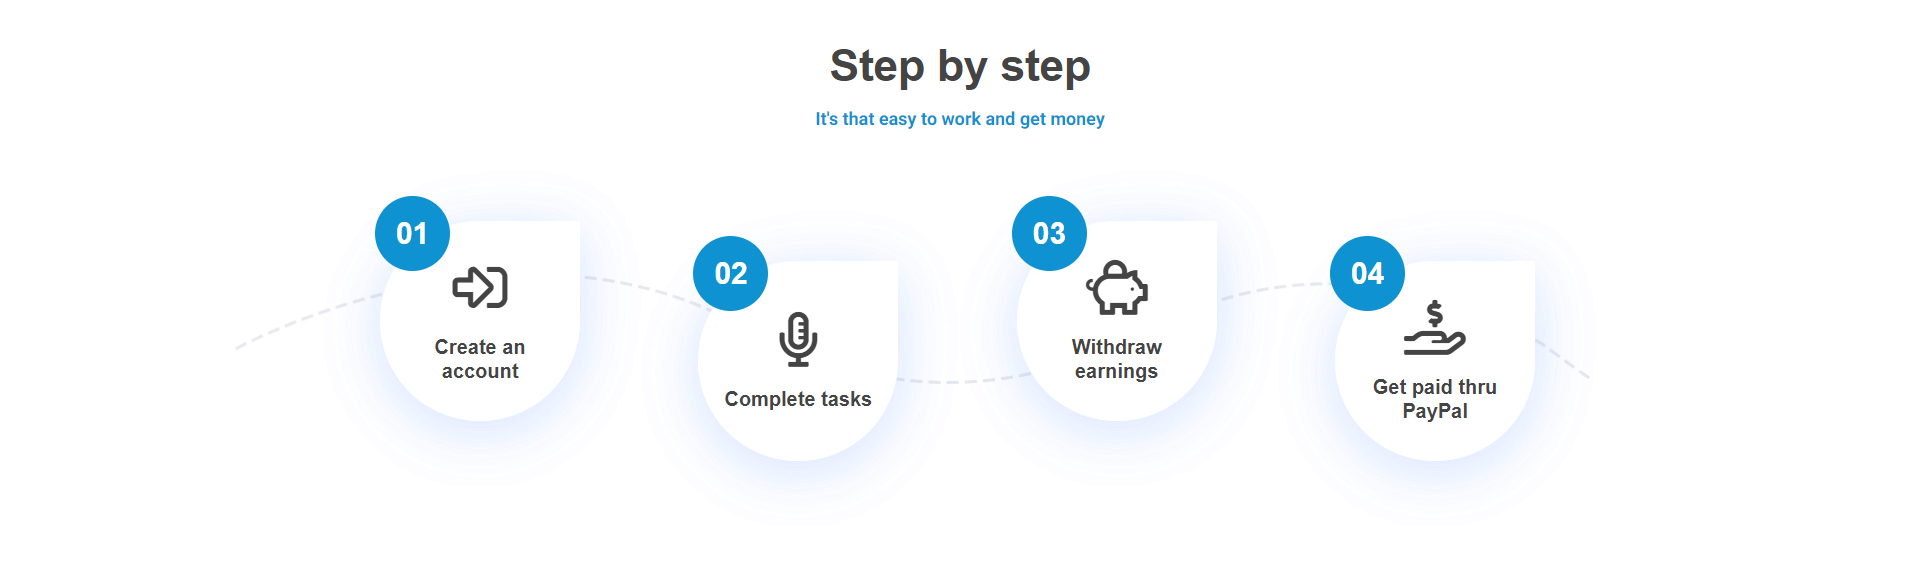 Step by step
It's that easy to work and get money
01
Create an
account
02
Complete tasks
03
Withdraw
earnings
04
Get paid thru
PayPal